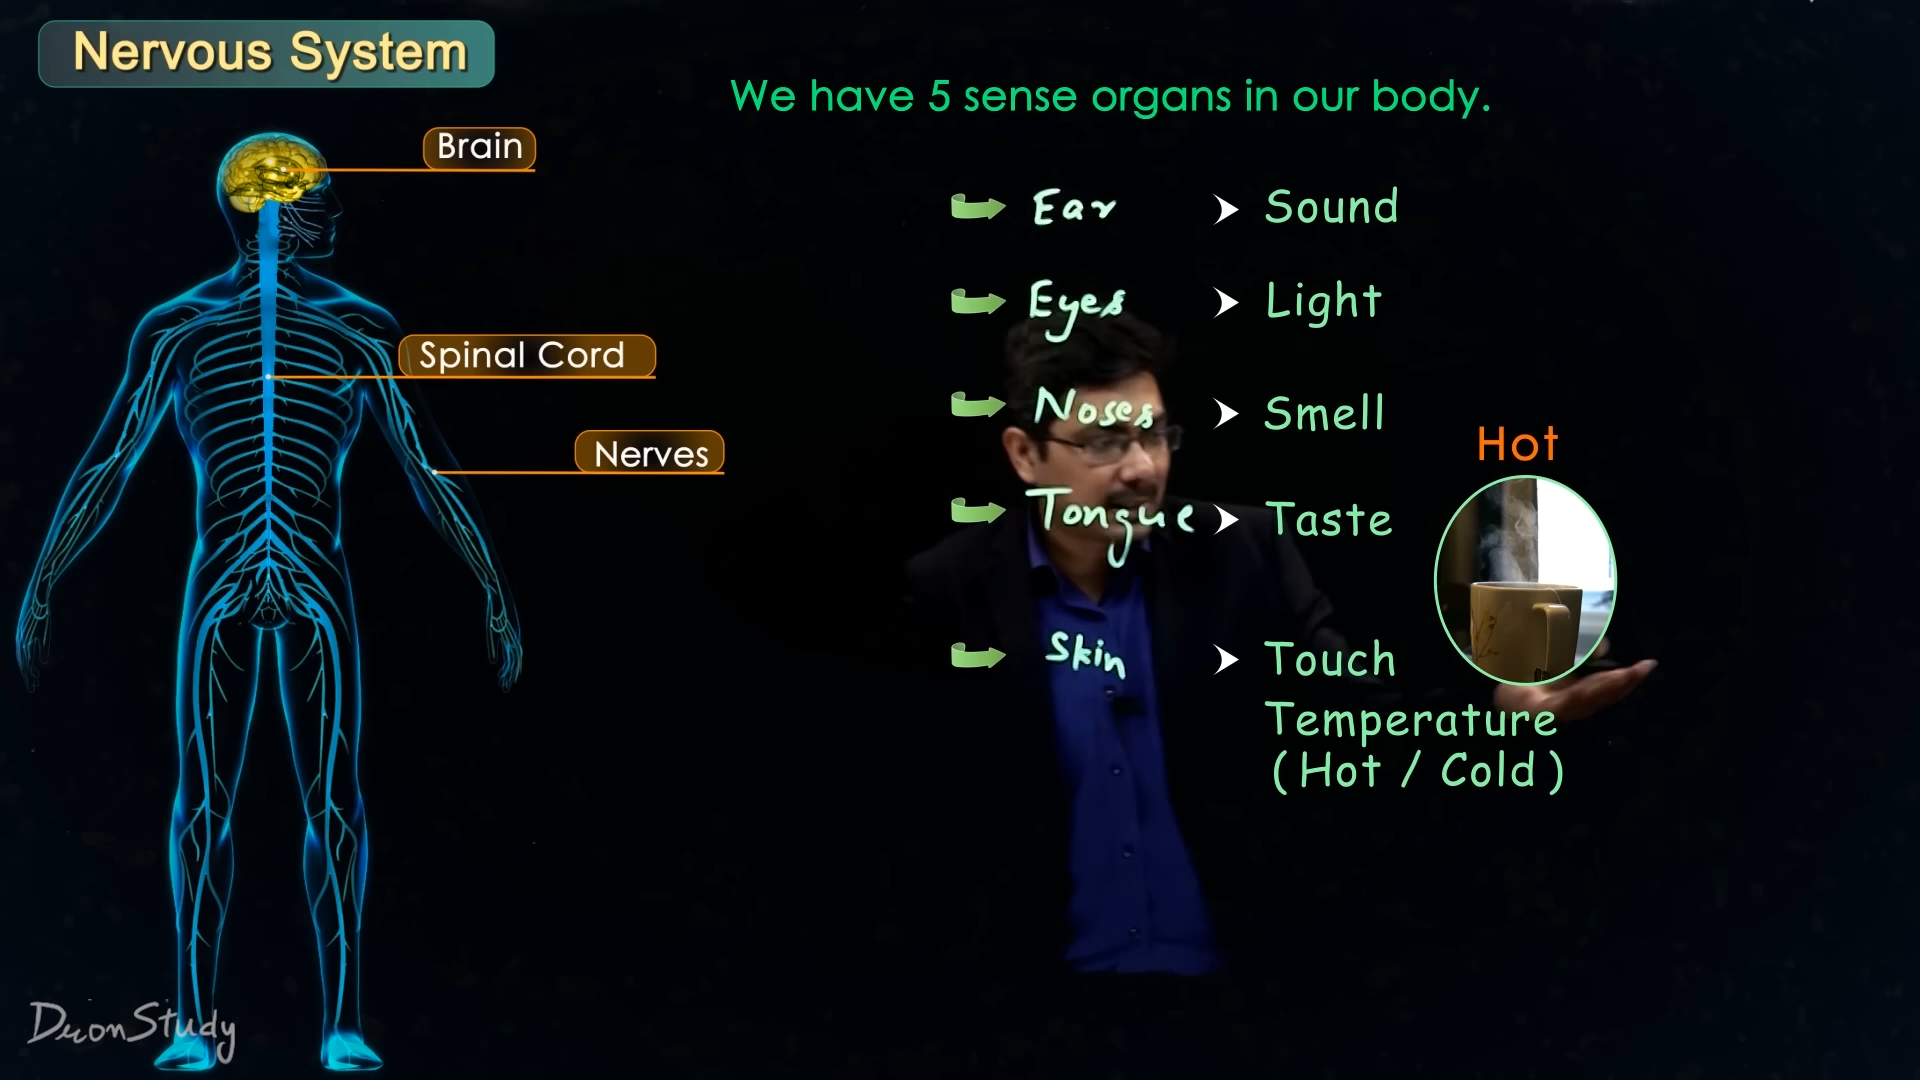 Nervous System
We have 5 sense organs in our body.
Brain
Spinal Cord
Nerves
Ear
Sound
Eyes
Light
Noses
Smell
Hot
Tongue
Taste
Skin
Touch
Temperature
( Hot / Cold )
DronStudy